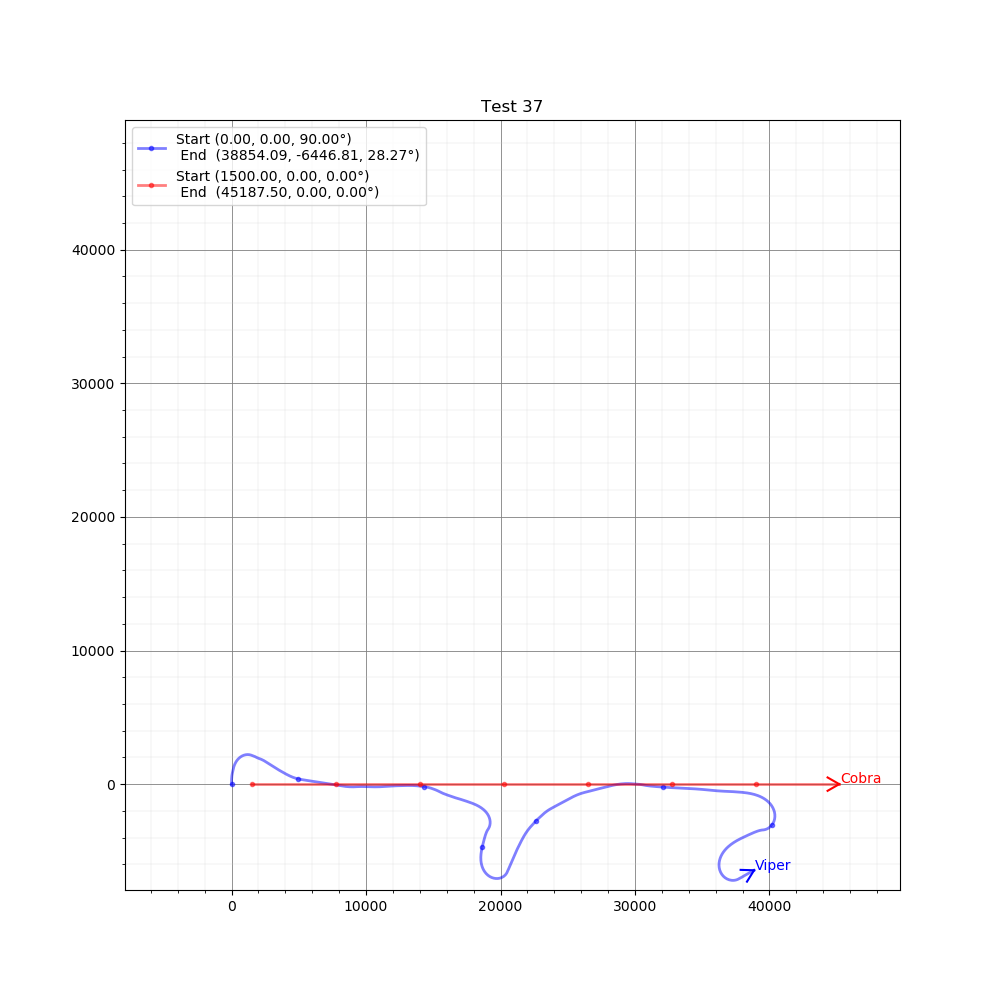 Test 37
Start (0.00, 0.00, 90.00°)
End  (38854.09, -6446.81, 28.27°)
Start (1500.00, 0.00, 0.00°)
End  (45187.50, 0.00, 0.00°)
40000
30000
20000
10000
0
Cobra
Viper
0 10000 20000 30000 40000